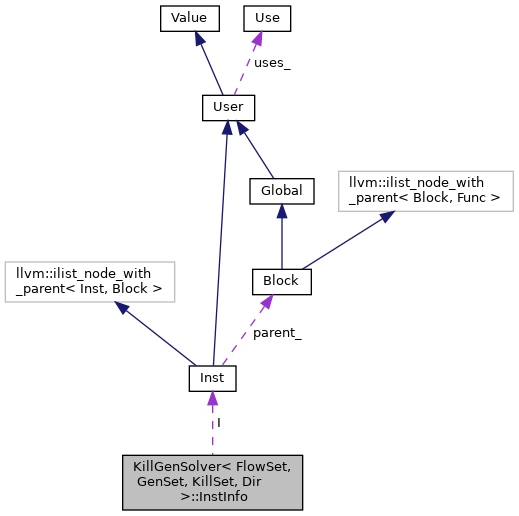 Value
Use
uses_
User
Global
llvm::ilist_node_with
_parent< Block, Func >
llvm::ilist_node_with
_parent< Inst, Block >
Block
parent_
Inst
I
KillGenSolver< FlowSet,
GenSet, KillSet, Dir
>::InstInfo